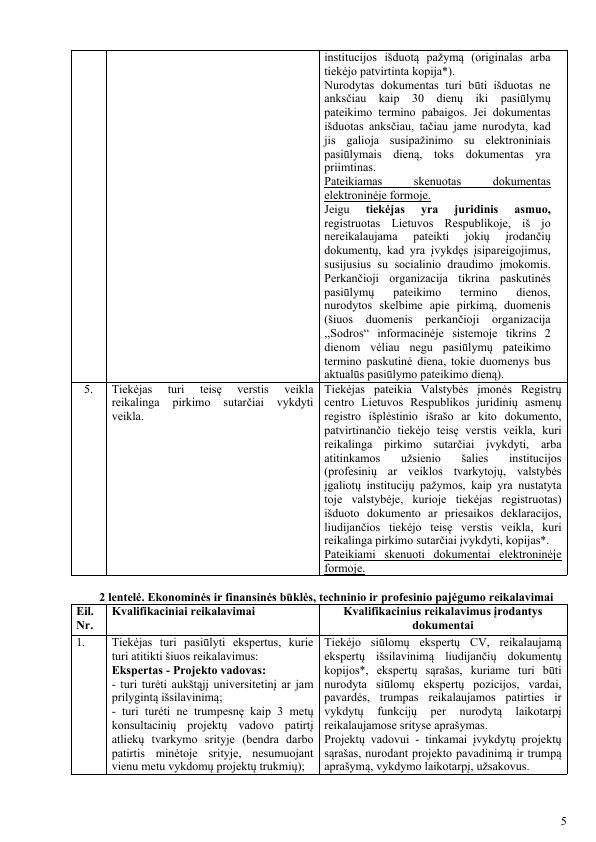 institucijos išduotą pažymą (originalas arba
tiekėjo patvirtinta kopija*).
Nurodytas dokumentas turi būti išduotas ne
anksčiau kaip 30 dienų iki pasiūlymų
pateikimo termino pabaigos. Jei dokumentas
išduotas anksčiau, tačiau jame nurodyta, kad
jis galioja susipažinimo su elektroniniais
pasiūlymais dieną, toks dokumentas yra
priimtinas.
Pateikiamas skenuotas dokumentas
elektroninėje formoje.
Jeigu tiekėjas yra juridinis asmuo,
registruotas Lietuvos Respublikoje, iš jo
nereikalaujama pateikti jokių įrodančių
dokumentų, kad yra įvykdęs įsipareigojimus,
susijusius su socialinio draudimo įmokomis.
Perkančioji organizacija tikrina paskutinės
pasiūlymų pateikimo termino dienos,
nurodytos skelbime apie pirkimą, duomenis
(šiuos duomenis perkančioji organizacija
,,Sodros“ informacinėje sistemoje tikrins 2
dienom vėliau negu pasiūlymų pateikimo
termino paskutinė diena, tokie duomenys bus
aktualūs pasiūlymo pateikimo dieną).
5.
Tiekėjas turi teisę verstis veikla
reikalinga pirkimo sutarčiai vykdyti
veikla.
Tiekėjas pateikia Valstybės įmonės Registrų
centro Lietuvos Respublikos juridinių asmenų
registro išplėstinio išrašo ar kito dokumento,
patvirtinančio tiekėjo teisę verstis veikla, kuri
reikalinga pirkimo sutarčiai įvykdyti, arba
atitinkamos užsienio šalies institucijos
(profesinių ar veiklos tvarkytojų, valstybės
įgaliotų institucijų pažymos, kaip yra nustatyta
toje valstybėje, kurioje tiekėjas registruotas)
išduoto dokumento ar priesaikos deklaracijos,
liudijančios tiekėjo teisę verstis veikla, kuri
reikalinga pirkimo sutarčiai įvykdyti, kopijas*.
Pateikiami skenuoti dokumentai elektroninėje
formoje.
2 lentelė. Ekonominės ir finansinės būklės, techninio ir profesinio pajėgumo reikalavimai
Eil.
Nr.
Kvalifikaciniai reikalavimai
Kvalifikacinius reikalavimus įrodantys
dokumentai
1.
Tiekėjas turi pasiūlyti ekspertus, kurie
turi atitikti šiuos reikalavimus:
Ekspertas - Projekto vadovas:
- turi turėti aukštąjį universitetinį ar jam
prilygintą išsilavinimą;
- turi turėti ne trumpesnę kaip 3 metų
konsultacinių projektų vadovo patirtį
atliekų tvarkymo srityje (bendra darbo
patirtis minėtoje srityje, nesumuojant
vienu metu vykdomų projektų trukmių);
Tiekėjo siūlomų ekspertų CV, reikalaujamą
ekspertų išsilavinimą liudijančių dokumentų
kopijos*, ekspertų sąrašas, kuriame turi būti
nurodyta siūlomų ekspertų pozicijos, vardai,
pavardės, trumpas reikalaujamos patirties ir
vykdytų funkcijų per nurodytą laikotarpį
reikalaujamose srityse aprašymas.
Projektų vadovui - tinkamai įvykdytų projektų
sąrašas, nurodant projekto pavadinimą ir trumpą
aprašymą, vykdymo laikotarpį, užsakovus.
5